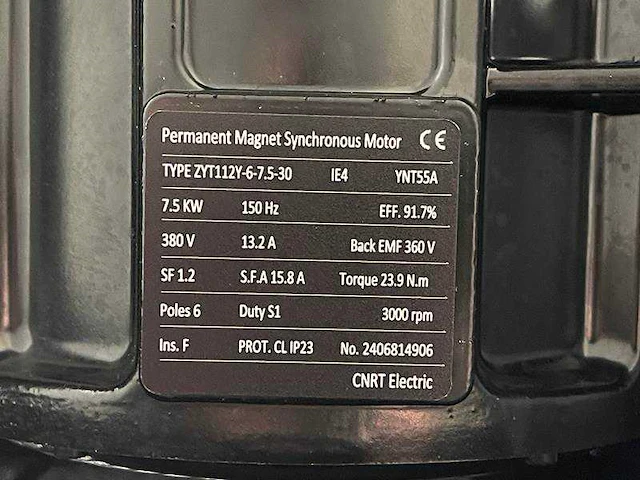 Permanent Magnet Synchronous Motor CE
TYPE ZYT112Y-6-7.5-30 IE4 YNT55A
7.5 KW 150 Hz EFF. 91.7%
380 V 13.2 A Back EMF 360 V
SF 1.2 S.F.A 15.8 A Torque 23.9 N.m
Poles 6 Duty S1 3000 rpm
Ins. F PROT. CL IP23 No. 2406814906
CNRT Electric